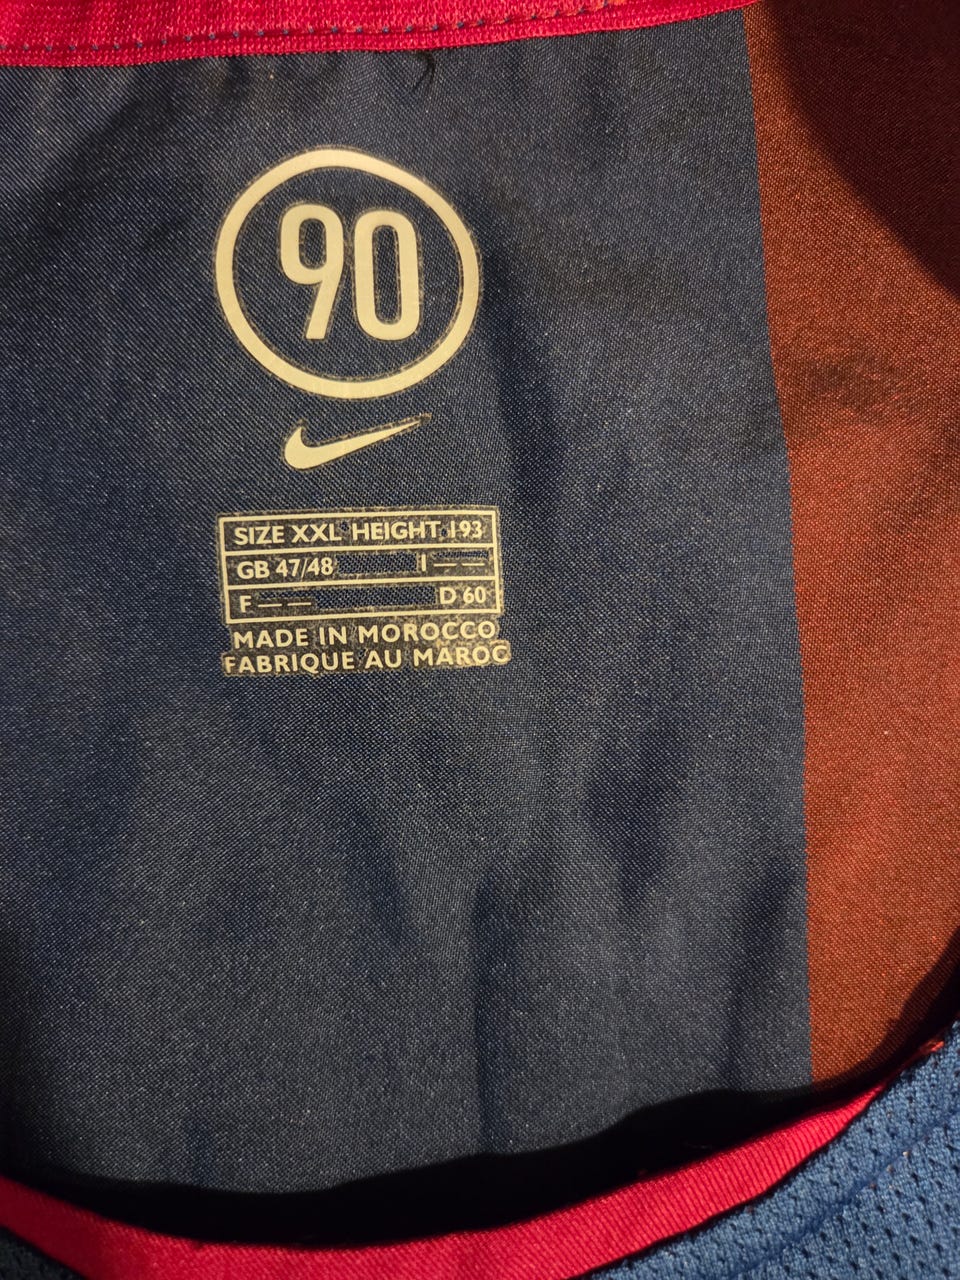 90
SIZE XXL HEIGHT 193
GB 47/48 I — —
F — — D 60
MADE IN MOROCCO
FABRIQUE AU MAROC